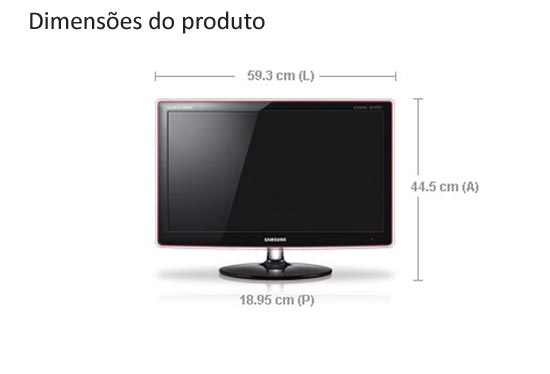 Dimensões do produto
59.3 cm (L)
44.5 cm (A)
SAMSUNG
18.95 cm (P)